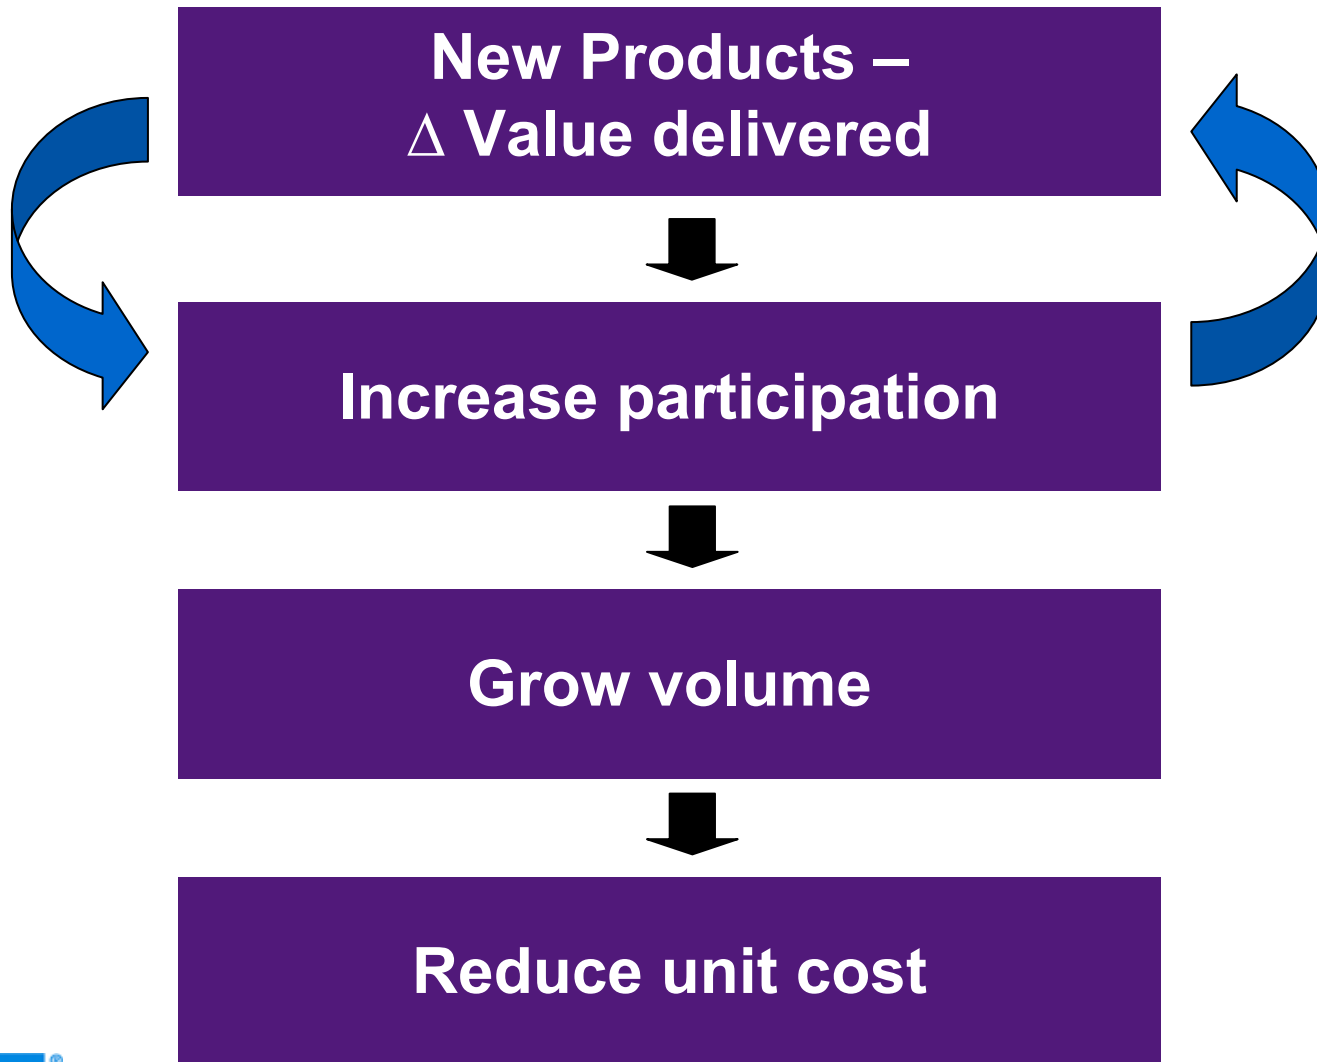 New Products –
Δ Value delivered
Increase participation
Grow volume
Reduce unit cost